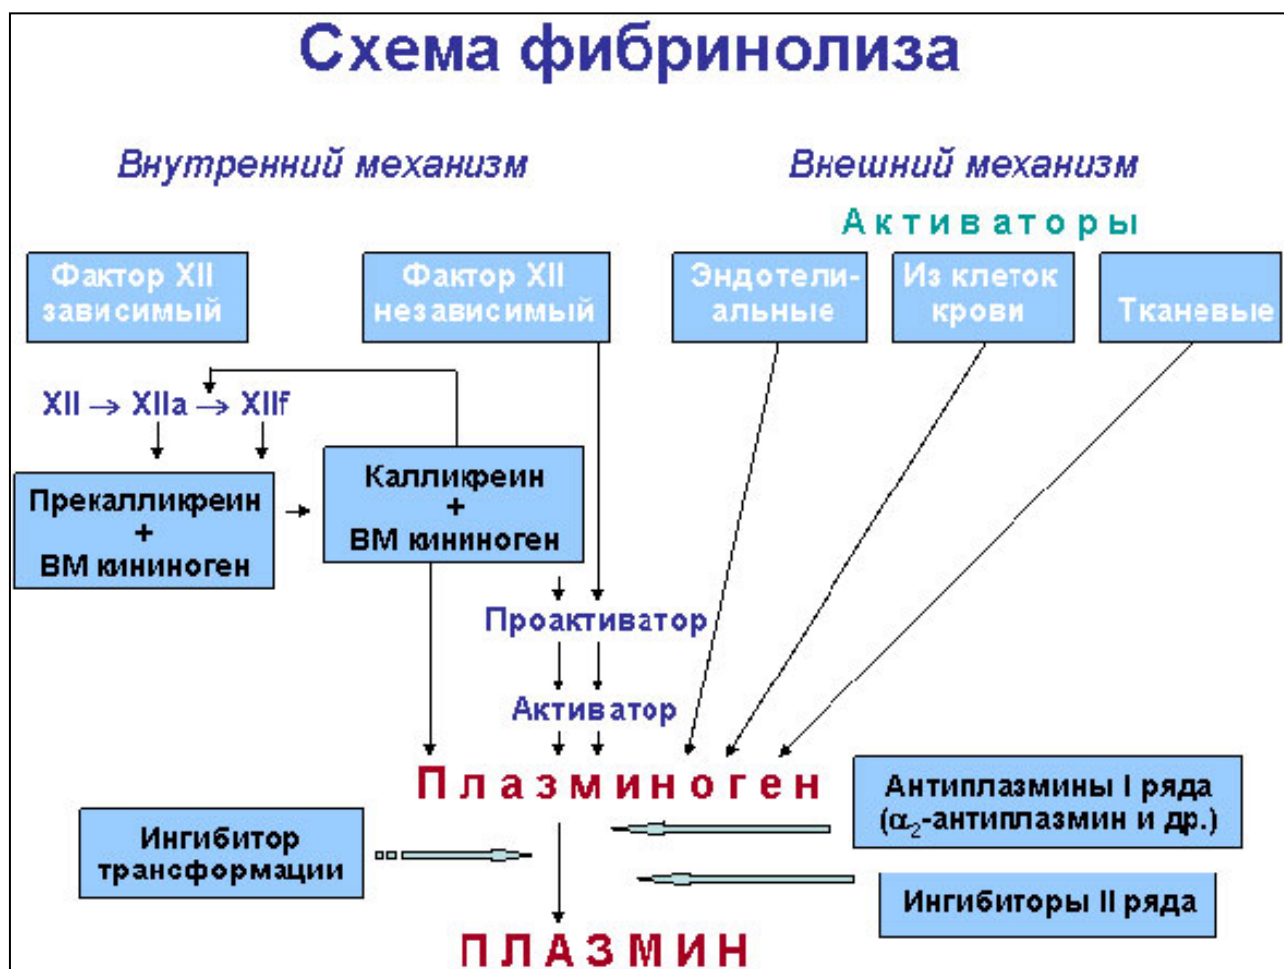 Схема фибринолиза
Внутренний механизм
Внешний механизм
Активаторы
Фактор XII
зависимый
Фактор XII
независимый
Эндотели-
альные
Из клеток
крови
Тканевые
XII → XIIa → XIIf
Прекалликреин
+
ВМ кининоген
Калликреин
+
ВМ кининоген
Проактиватор
Активатор
Плазминоген
Ингибитор
трансформации
Антиплазмины I ряда
(α₂-антиплазмин и др.)
Ингибиторы II ряда
ПЛАЗМИН